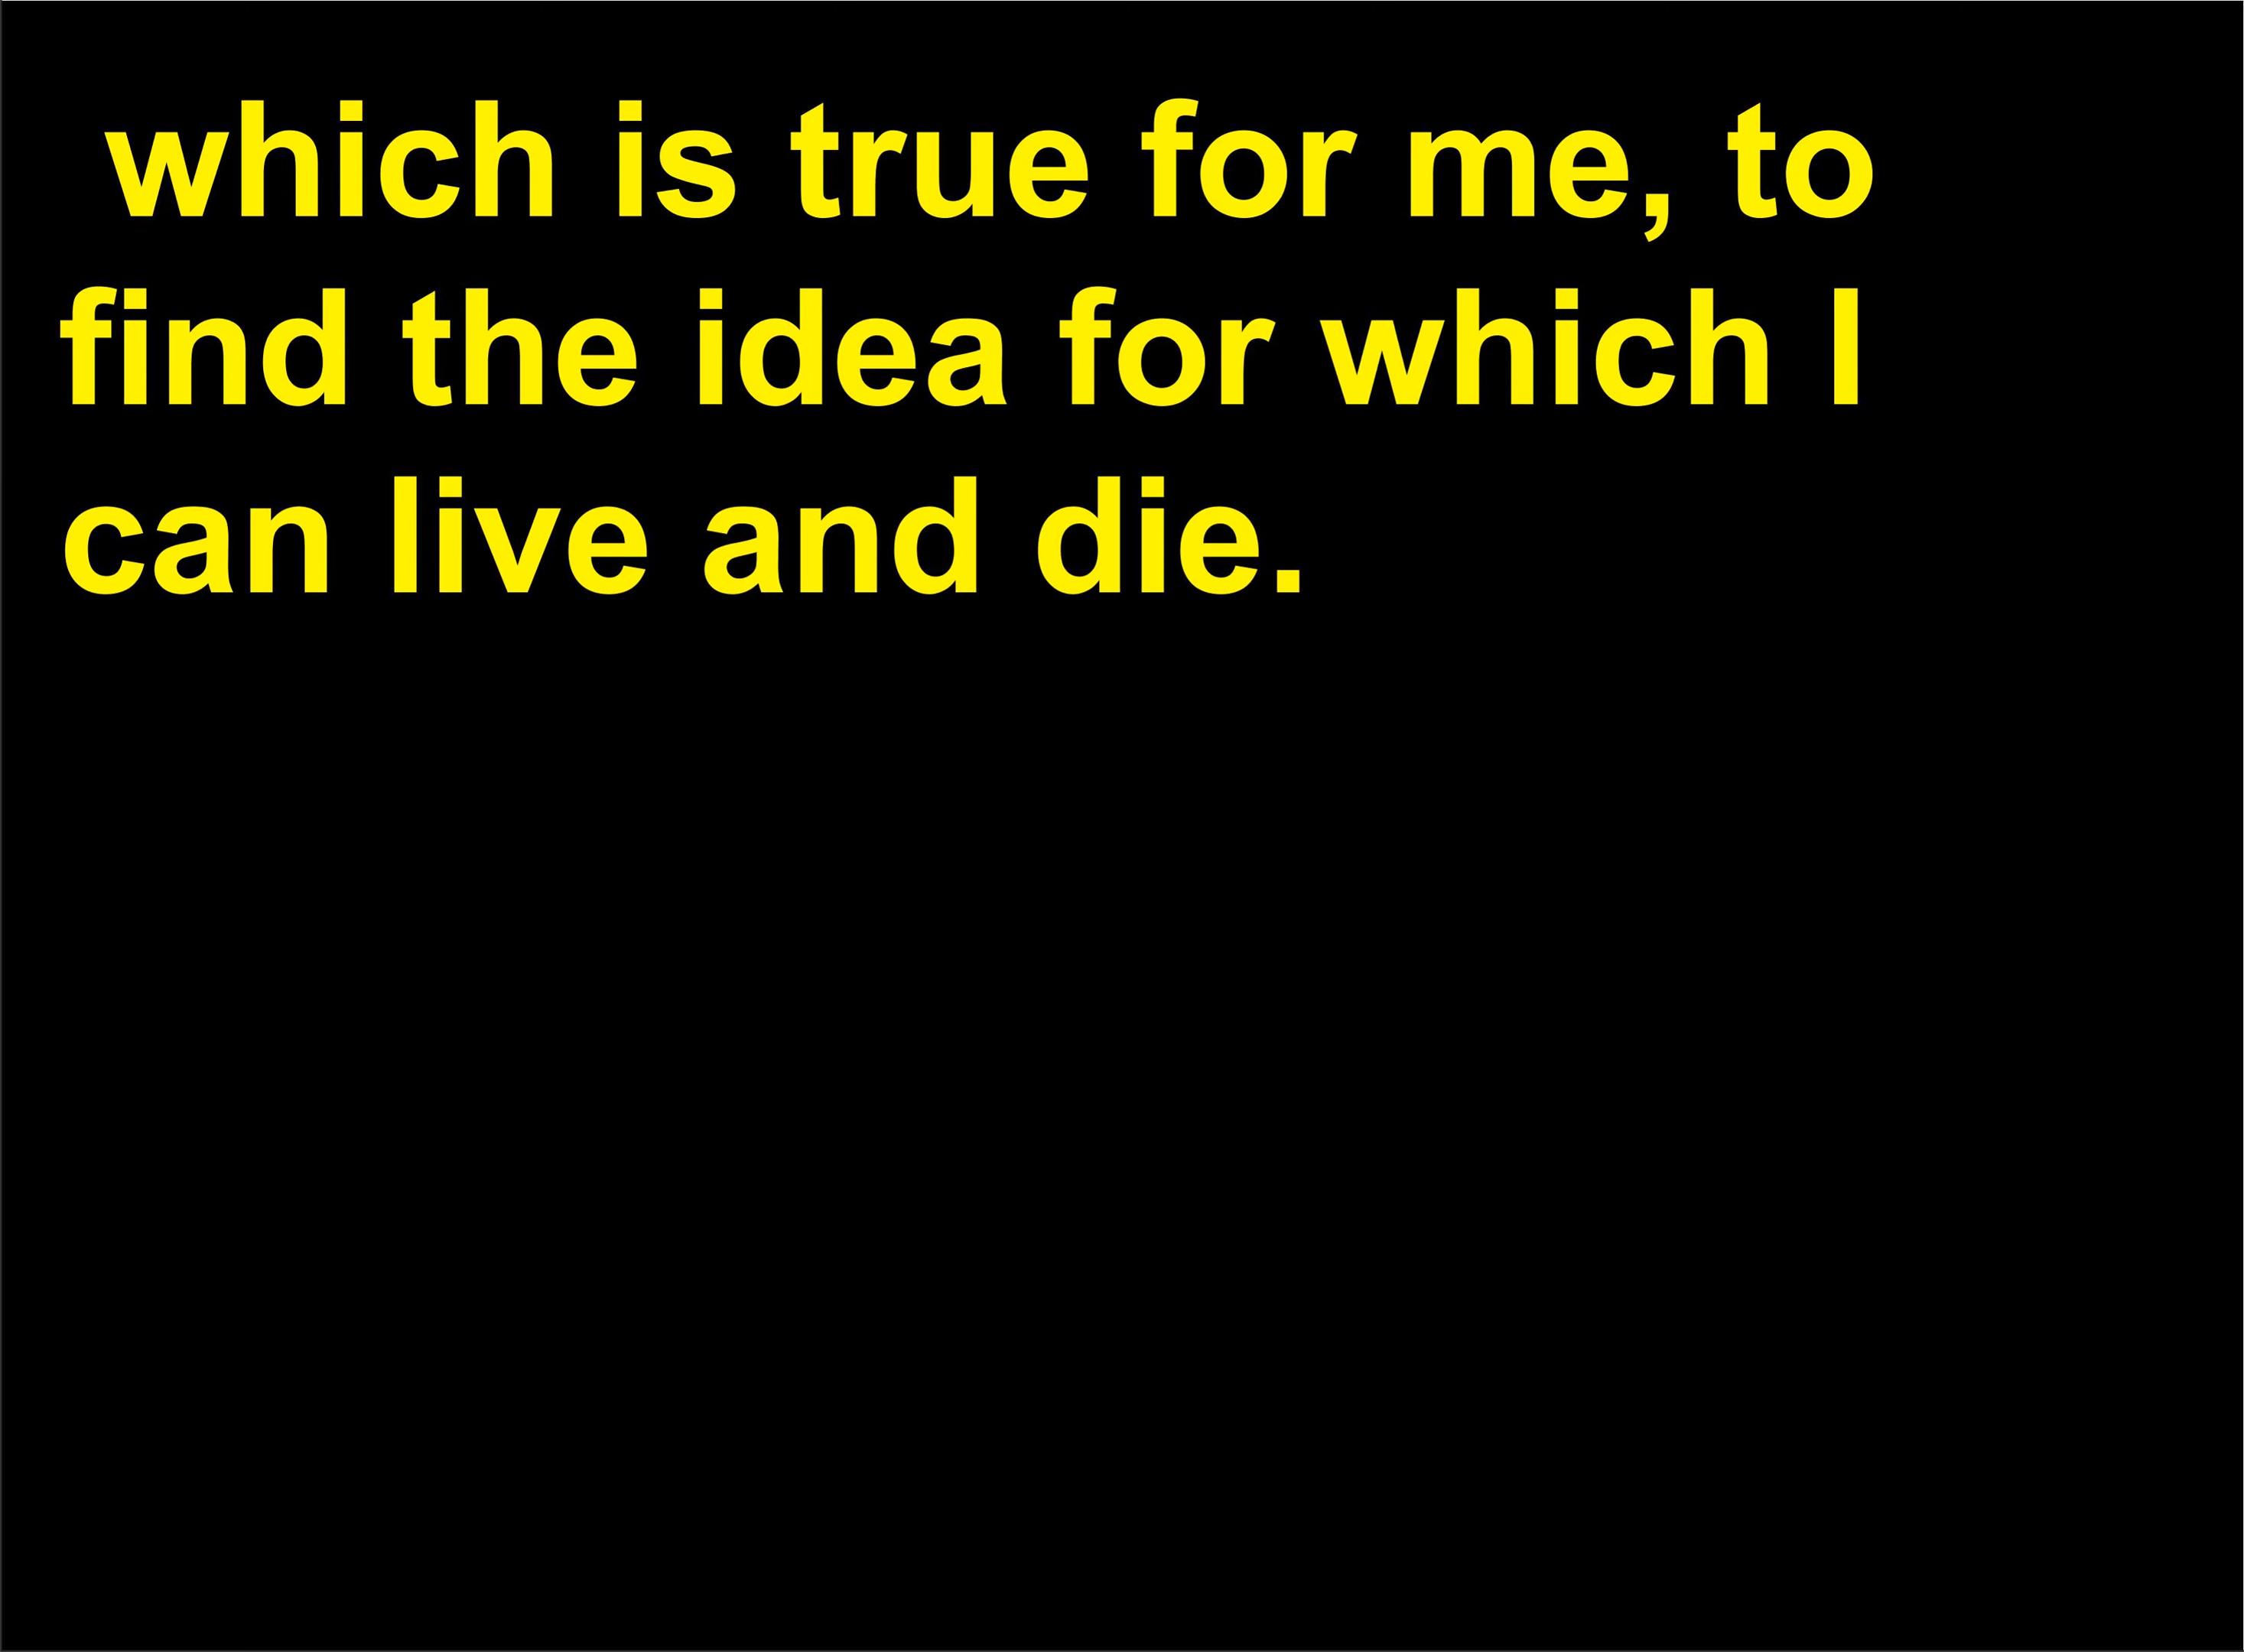 which is true for me, to
find the idea for which I
can live and die.